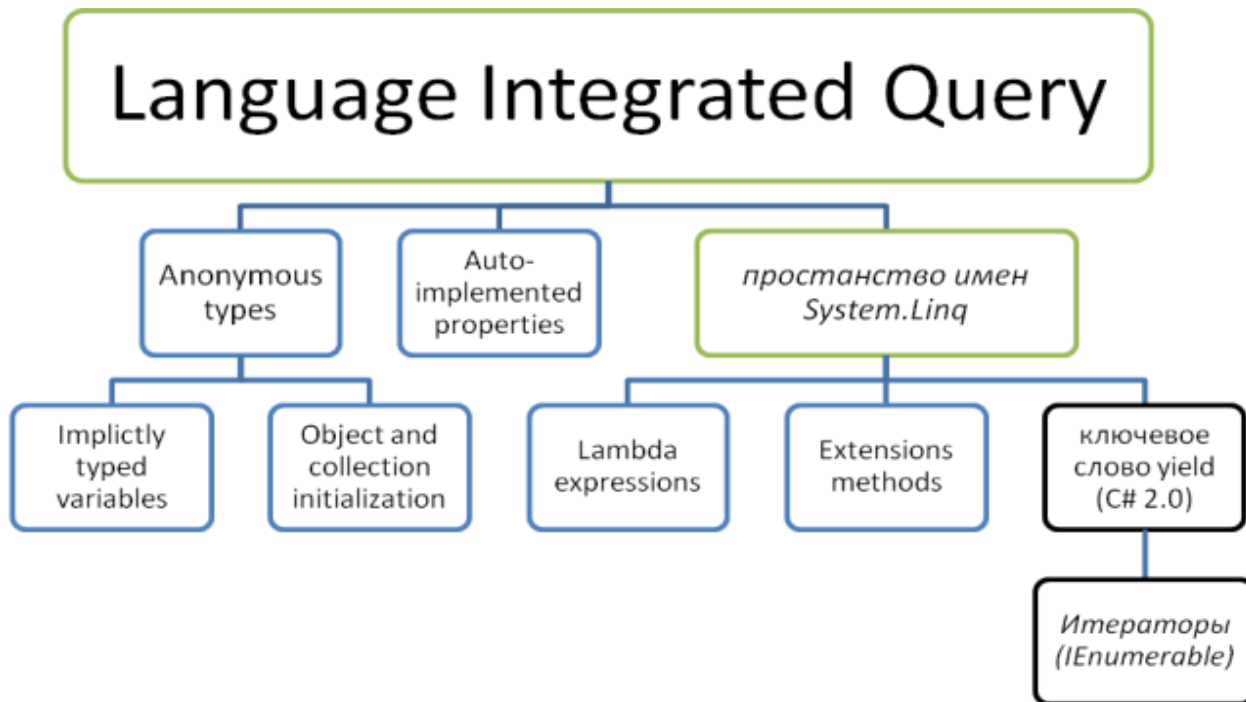 Language Integrated Query
Anonymous
types
Auto-
implemented
properties
простанство имен
System.Linq
Implictly
typed
variables
Object and
collection
initialization
Lambda
expressions
Extensions
methods
ключевое
слово yield
(C# 2.0)
Итераторы
(IEnumerable)